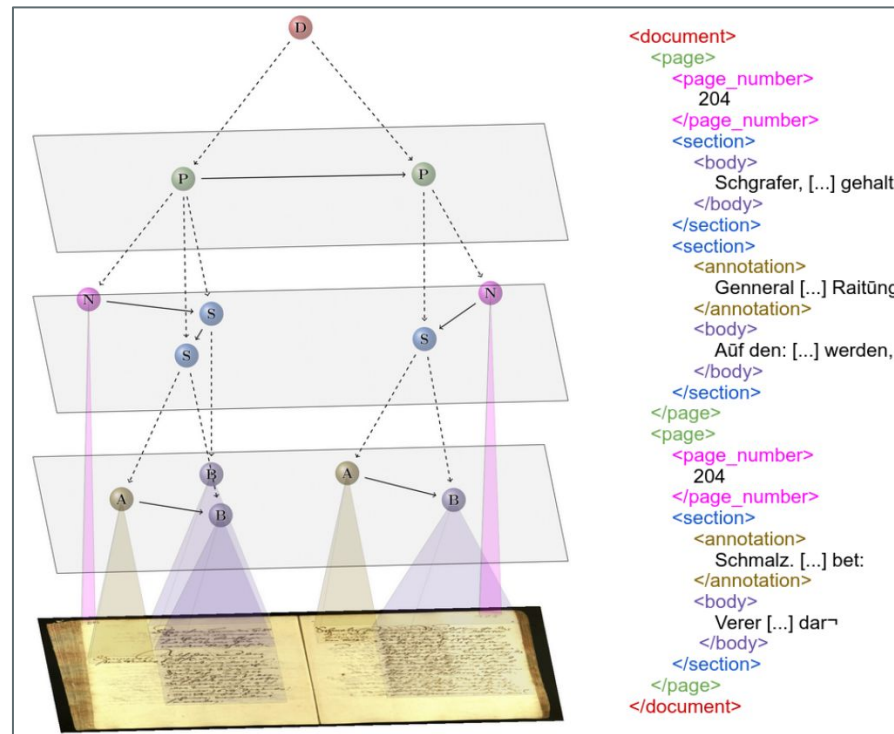 D
P
P
N
S
S
N
S
A
B
B
A
B
<document>
<page>
<page_number>
204
</page_number>
<section>
<body>
Schgrafer, [...] gehalt
</body>
</section>
<section>
<annotation>
Genneral [...] Raitūng
</annotation>
<body>
Aūf den: [...] werden,
</body>
</section>
</page>
<page>
<page_number>
204
</page_number>
<section>
<annotation>
Schmalz. [...] bet:
</annotation>
<body>
Verer [...] dar¬
</body>
</section>
</page>
</document>